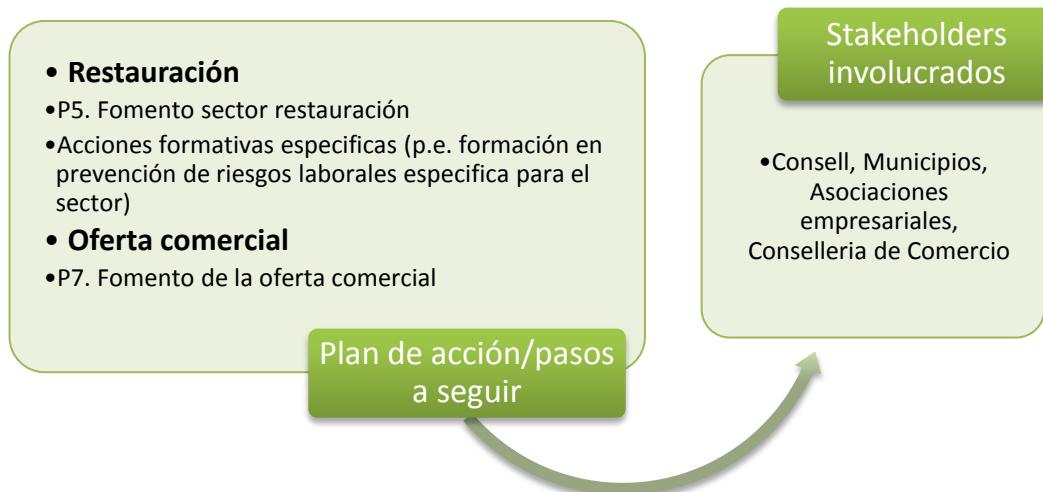 • Restauración
•P5. Fomento sector restauración
•Acciones formativas especificas (p.e. formación en
prevención de riesgos laborales especifica para el
sector)
• Oferta comercial
•P7. Fomento de la oferta comercial
Plan de acción/pasos
a seguir
Stakeholders
involucrados
•Consell, Municipios,
Asociaciones
empresariales,
Conselleria de Comercio